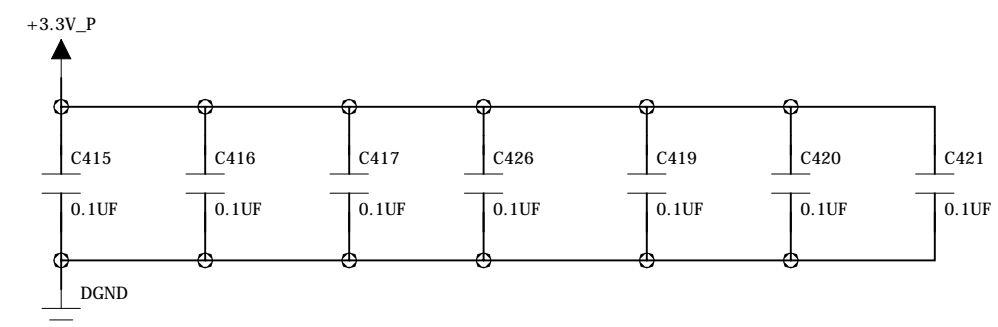 +3.3V_P
C415 C416 C417 C426 C419 C420 C421
0.1UF 0.1UF 0.1UF 0.1UF 0.1UF 0.1UF 0.1UF
DGND